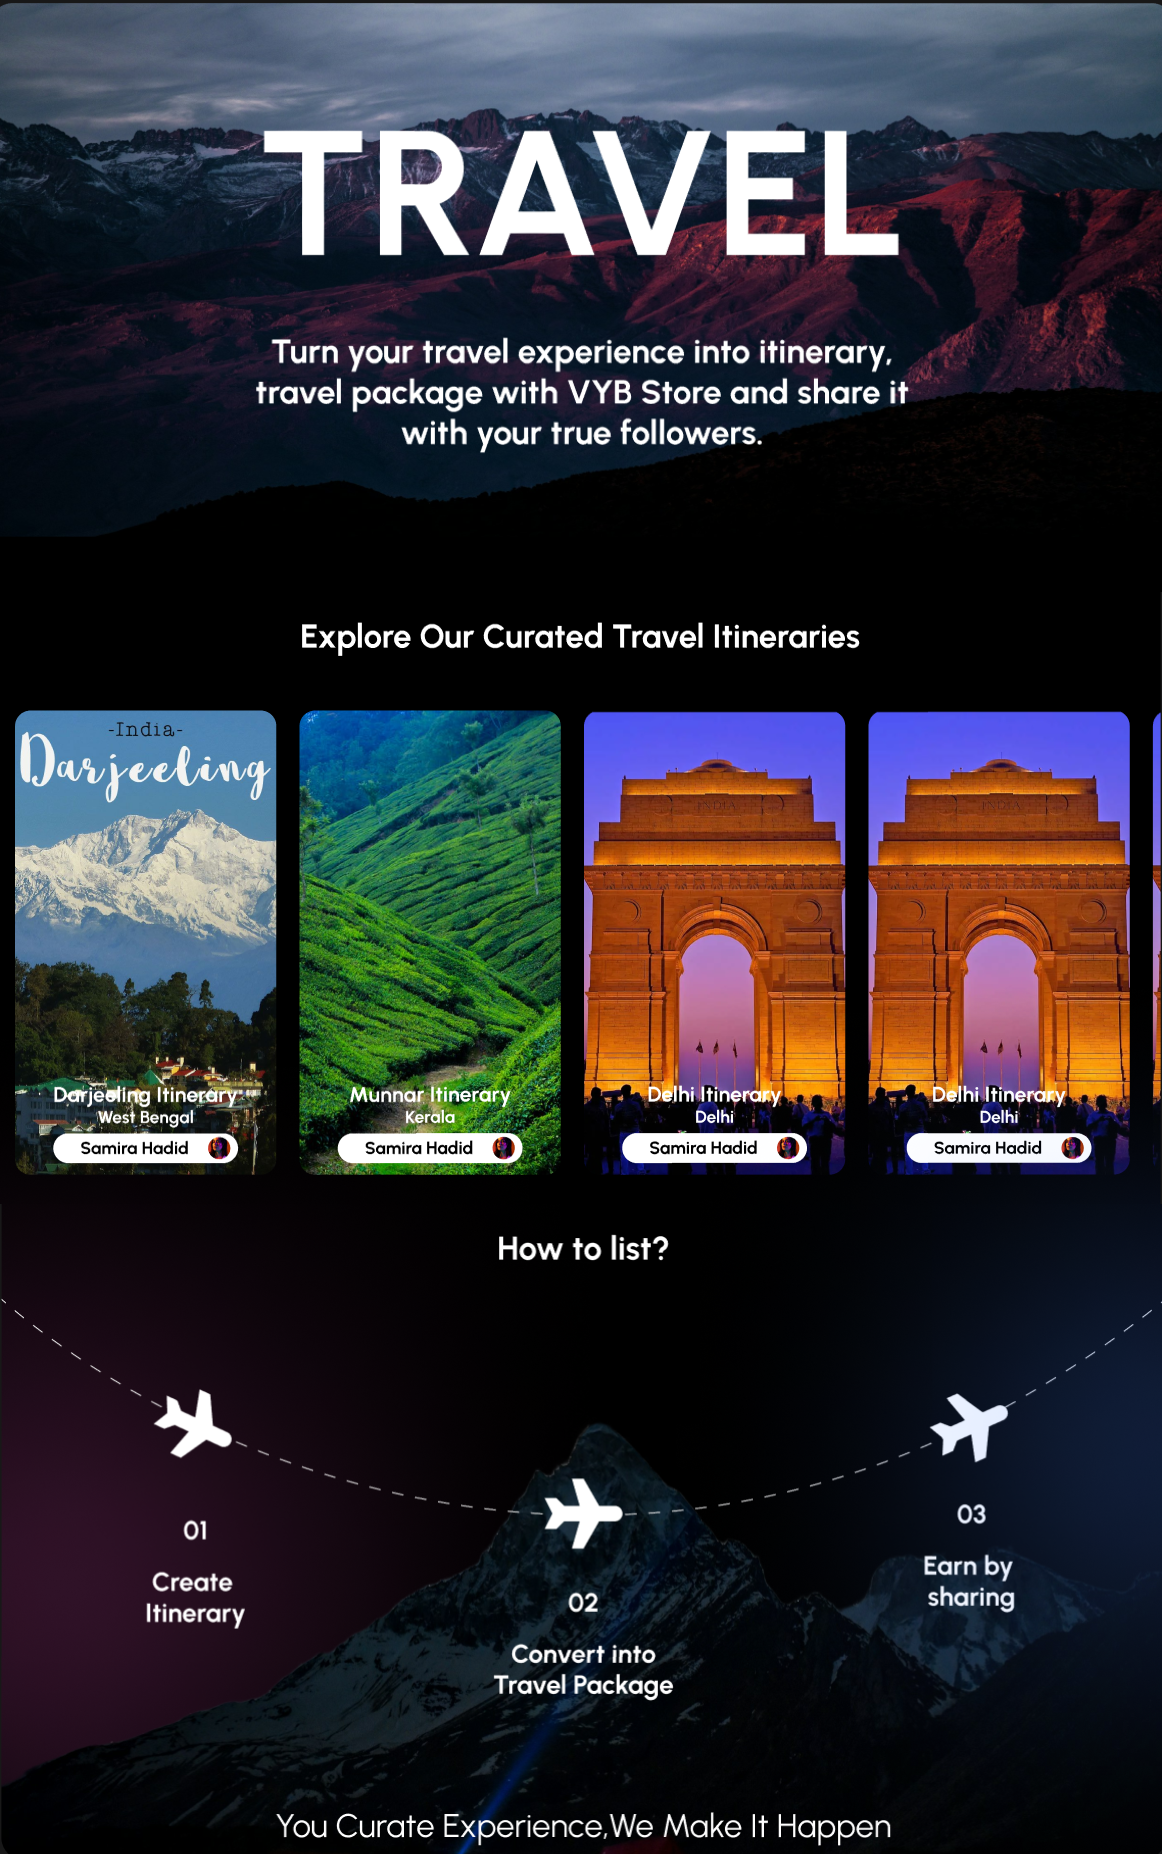 TRAVEL
Turn your travel experience into itinerary,
travel package with VYB Store and share it
with your true followers.
Explore Our Curated Travel Itineraries
-India-
Darjeeling
INDIA
INDIA
Darjeeling Itinerary
West Bengal
Samira Hadid
Munnar Itinerary
Kerala
Samira Hadid
Delhi Itinerary
Delhi
Samira Hadid
Delhi Itinerary
Delhi
Samira Hadid
How to list?
01
Create
Itinerary
02
Convert into
Travel Package
03
Earn by
sharing
You Curate Experience,We Make It Happen